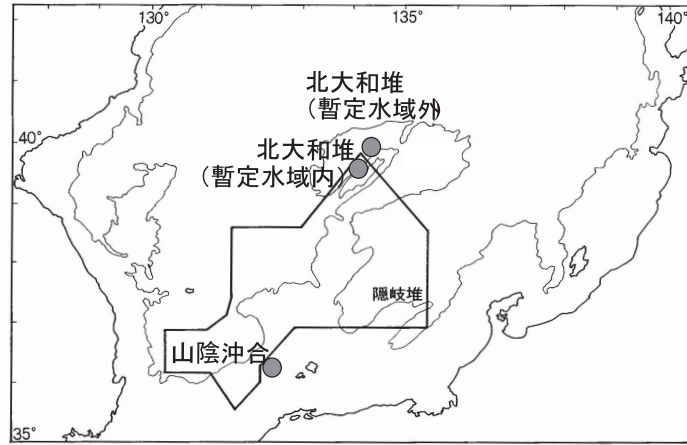 130°
135°
140°
北大和堆
（暫定水域外）
40°
北大和堆
（暫定水域内）
隠岐堆
山陰沖合
35°